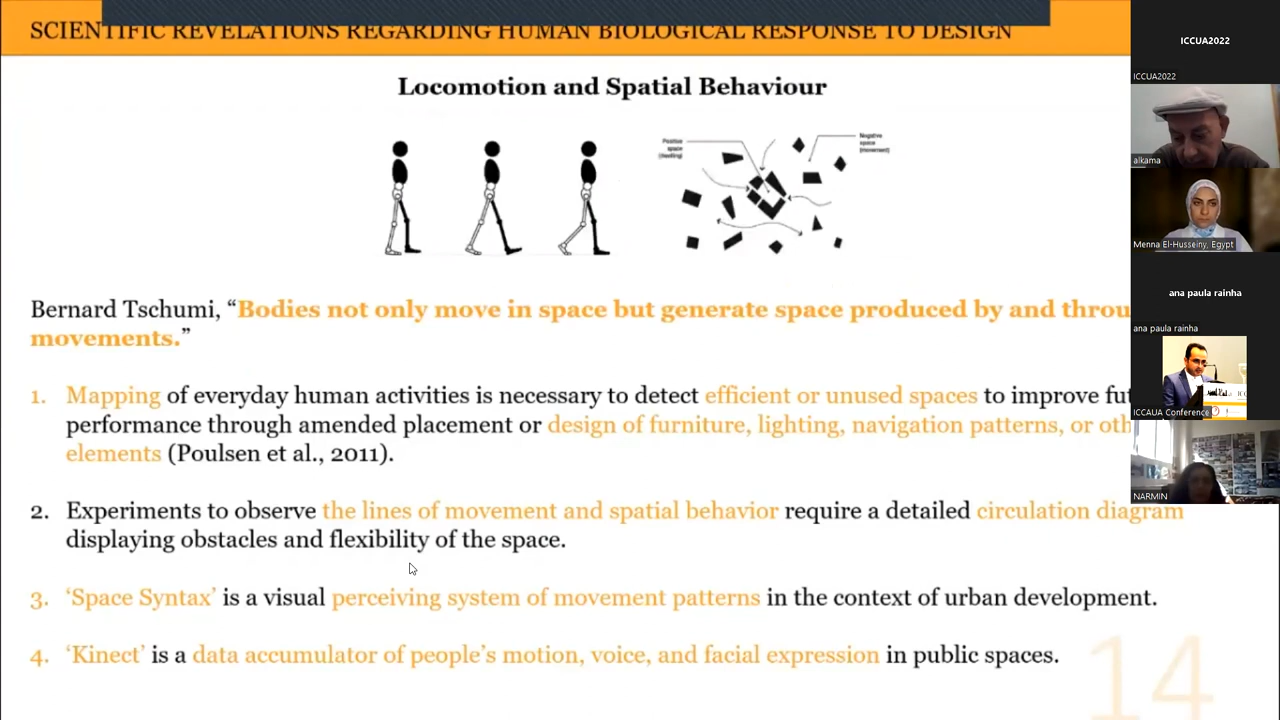 SCIENTIFIC REVELATIONS REGARDING HUMAN BIOLOGICAL RESPONSE TO DESIGN
Locomotion and Spatial Behaviour
Positive
space
Negative
space
(movement)
Bernard Tschumi, “Bodies not only move in space but generate space produced by and throu
movements.”
1. Mapping of everyday human activities is necessary to detect efficient or unused spaces to improve fut
performance through amended placement or design of furniture, lighting, navigation patterns, or oth
elements (Poulsen et al., 2011).
2. Experiments to observe the lines of movement and spatial behavior require a detailed circulation diagram
displaying obstacles and flexibility of the space.
3. ‘Space Syntax’ is a visual perceiving system of movement patterns in the context of urban development.
4. ‘Kinect’ is a data accumulator of people’s motion, voice, and facial expression in public spaces.
14
ICCUA2022
ICCUA2022
alkama
Menna El-Husseiny, Egypt
ana paula rainha
ana paula rainha
ICCAUA Conference
NARMIN